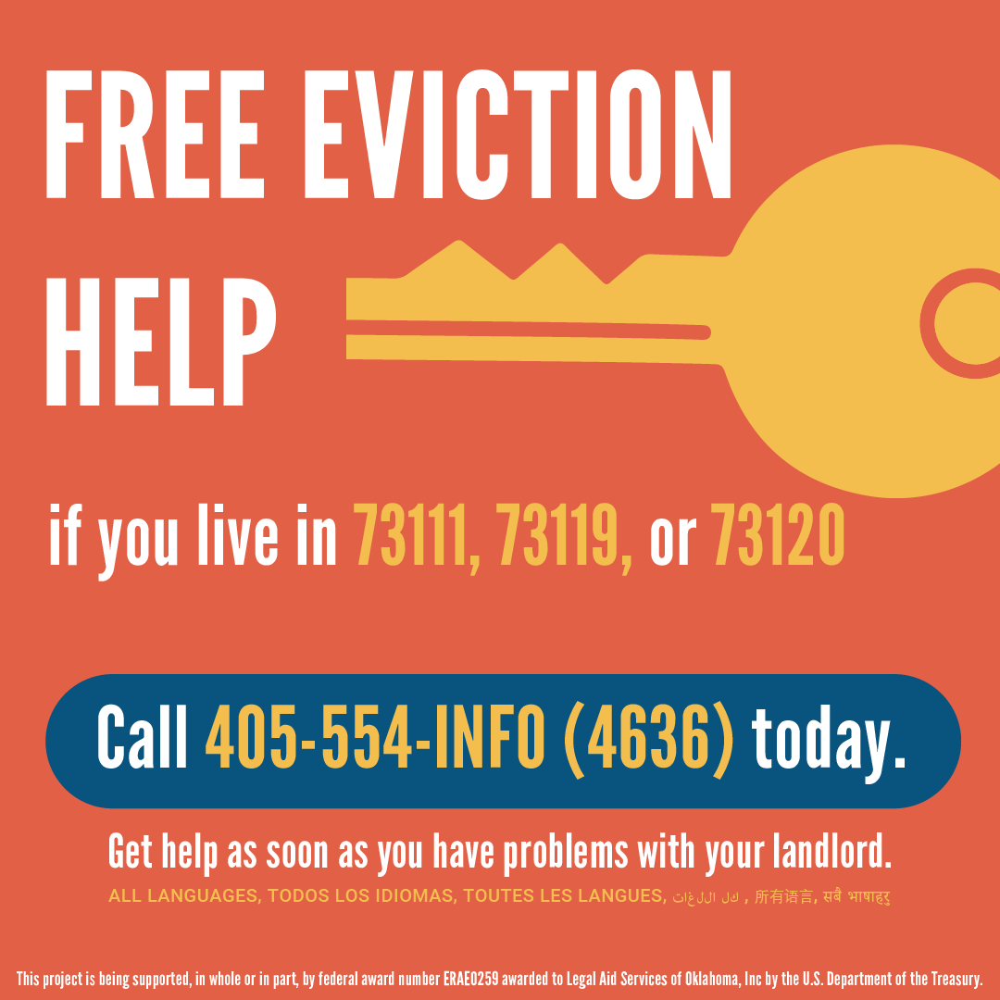 FREE EVICTION
HELP
if you live in 73111, 73119, or 73120
Call 405-554-INFO (4636) today.
Get help as soon as you have problems with your landlord.
ALL LANGUAGES, TODOS LOS IDIOMAS, TOUTES LES LANGUES, كل اللغات , 所有语言, सबै भाषाहरु
This project is being supported, in whole or in part, by federal award number ERAE0259 awarded to Legal Aid Services of Oklahoma, Inc by the U.S. Department of the Treasury.